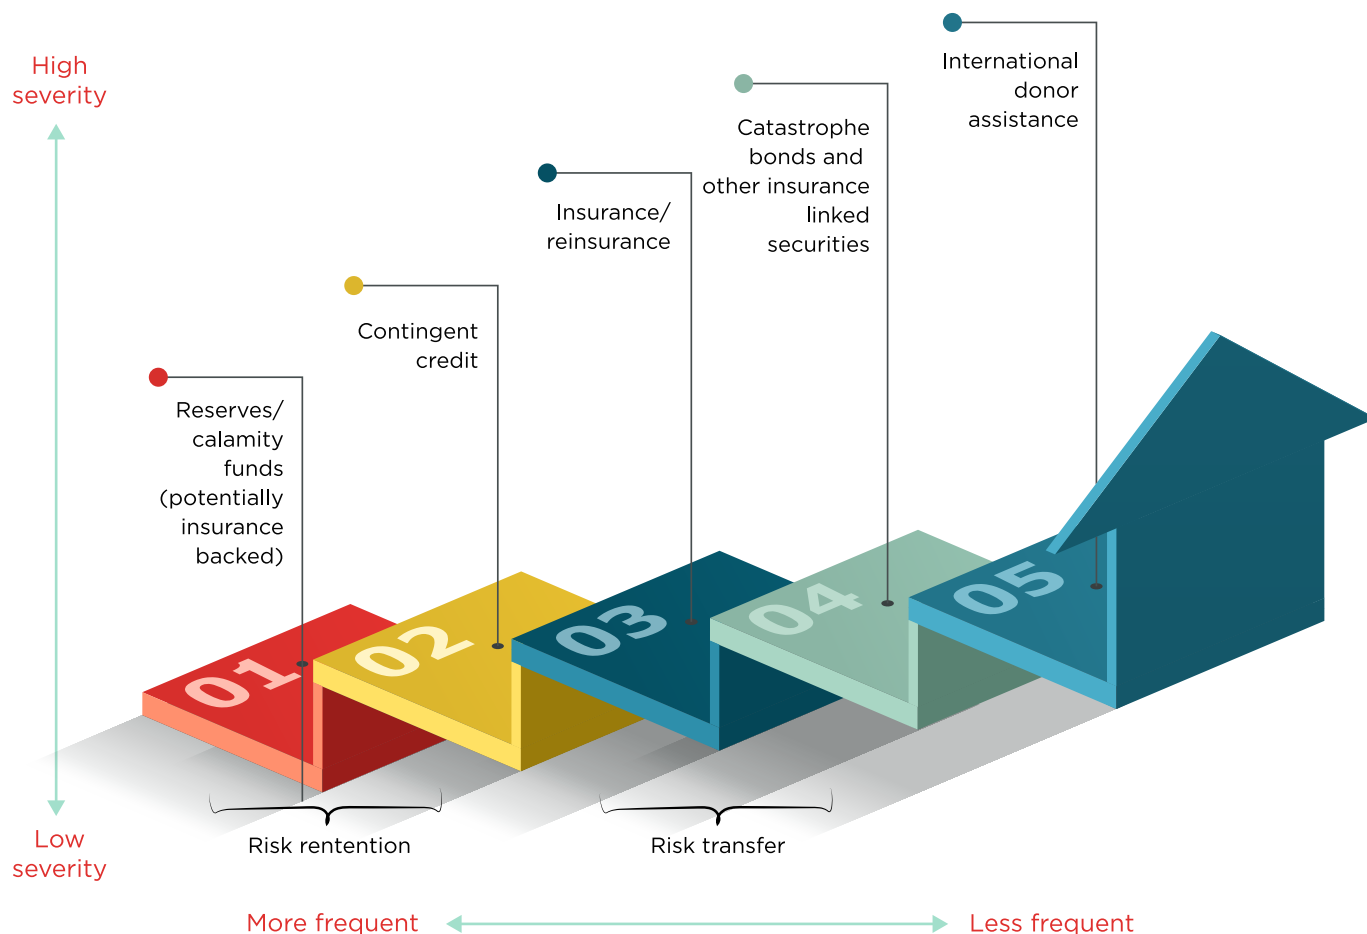 High
severity
International
donor
assistance
Catastrophe
bonds and
other insurance
linked
securities
Insurance/
reinsurance
Contingent
credit
Reserves/
calamity
funds
(potentially
insurance
backed)
01
02
03
04
05
Risk rentention
Risk transfer
Low
severity
More frequent
Less frequent